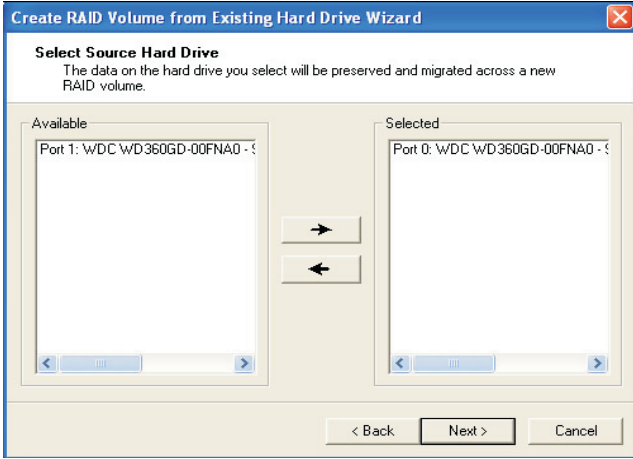 Create RAID Volume from Existing Hard Drive Wizard
Select Source Hard Drive
The data on the hard drive you select will be preserved and migrated across a new
RAID volume.
Available
Selected
Port 1: WDC WD360GD-00FNA0 -
Port 0: WDC WD360GD-00FNA0 -
< Back
Next >
Cancel